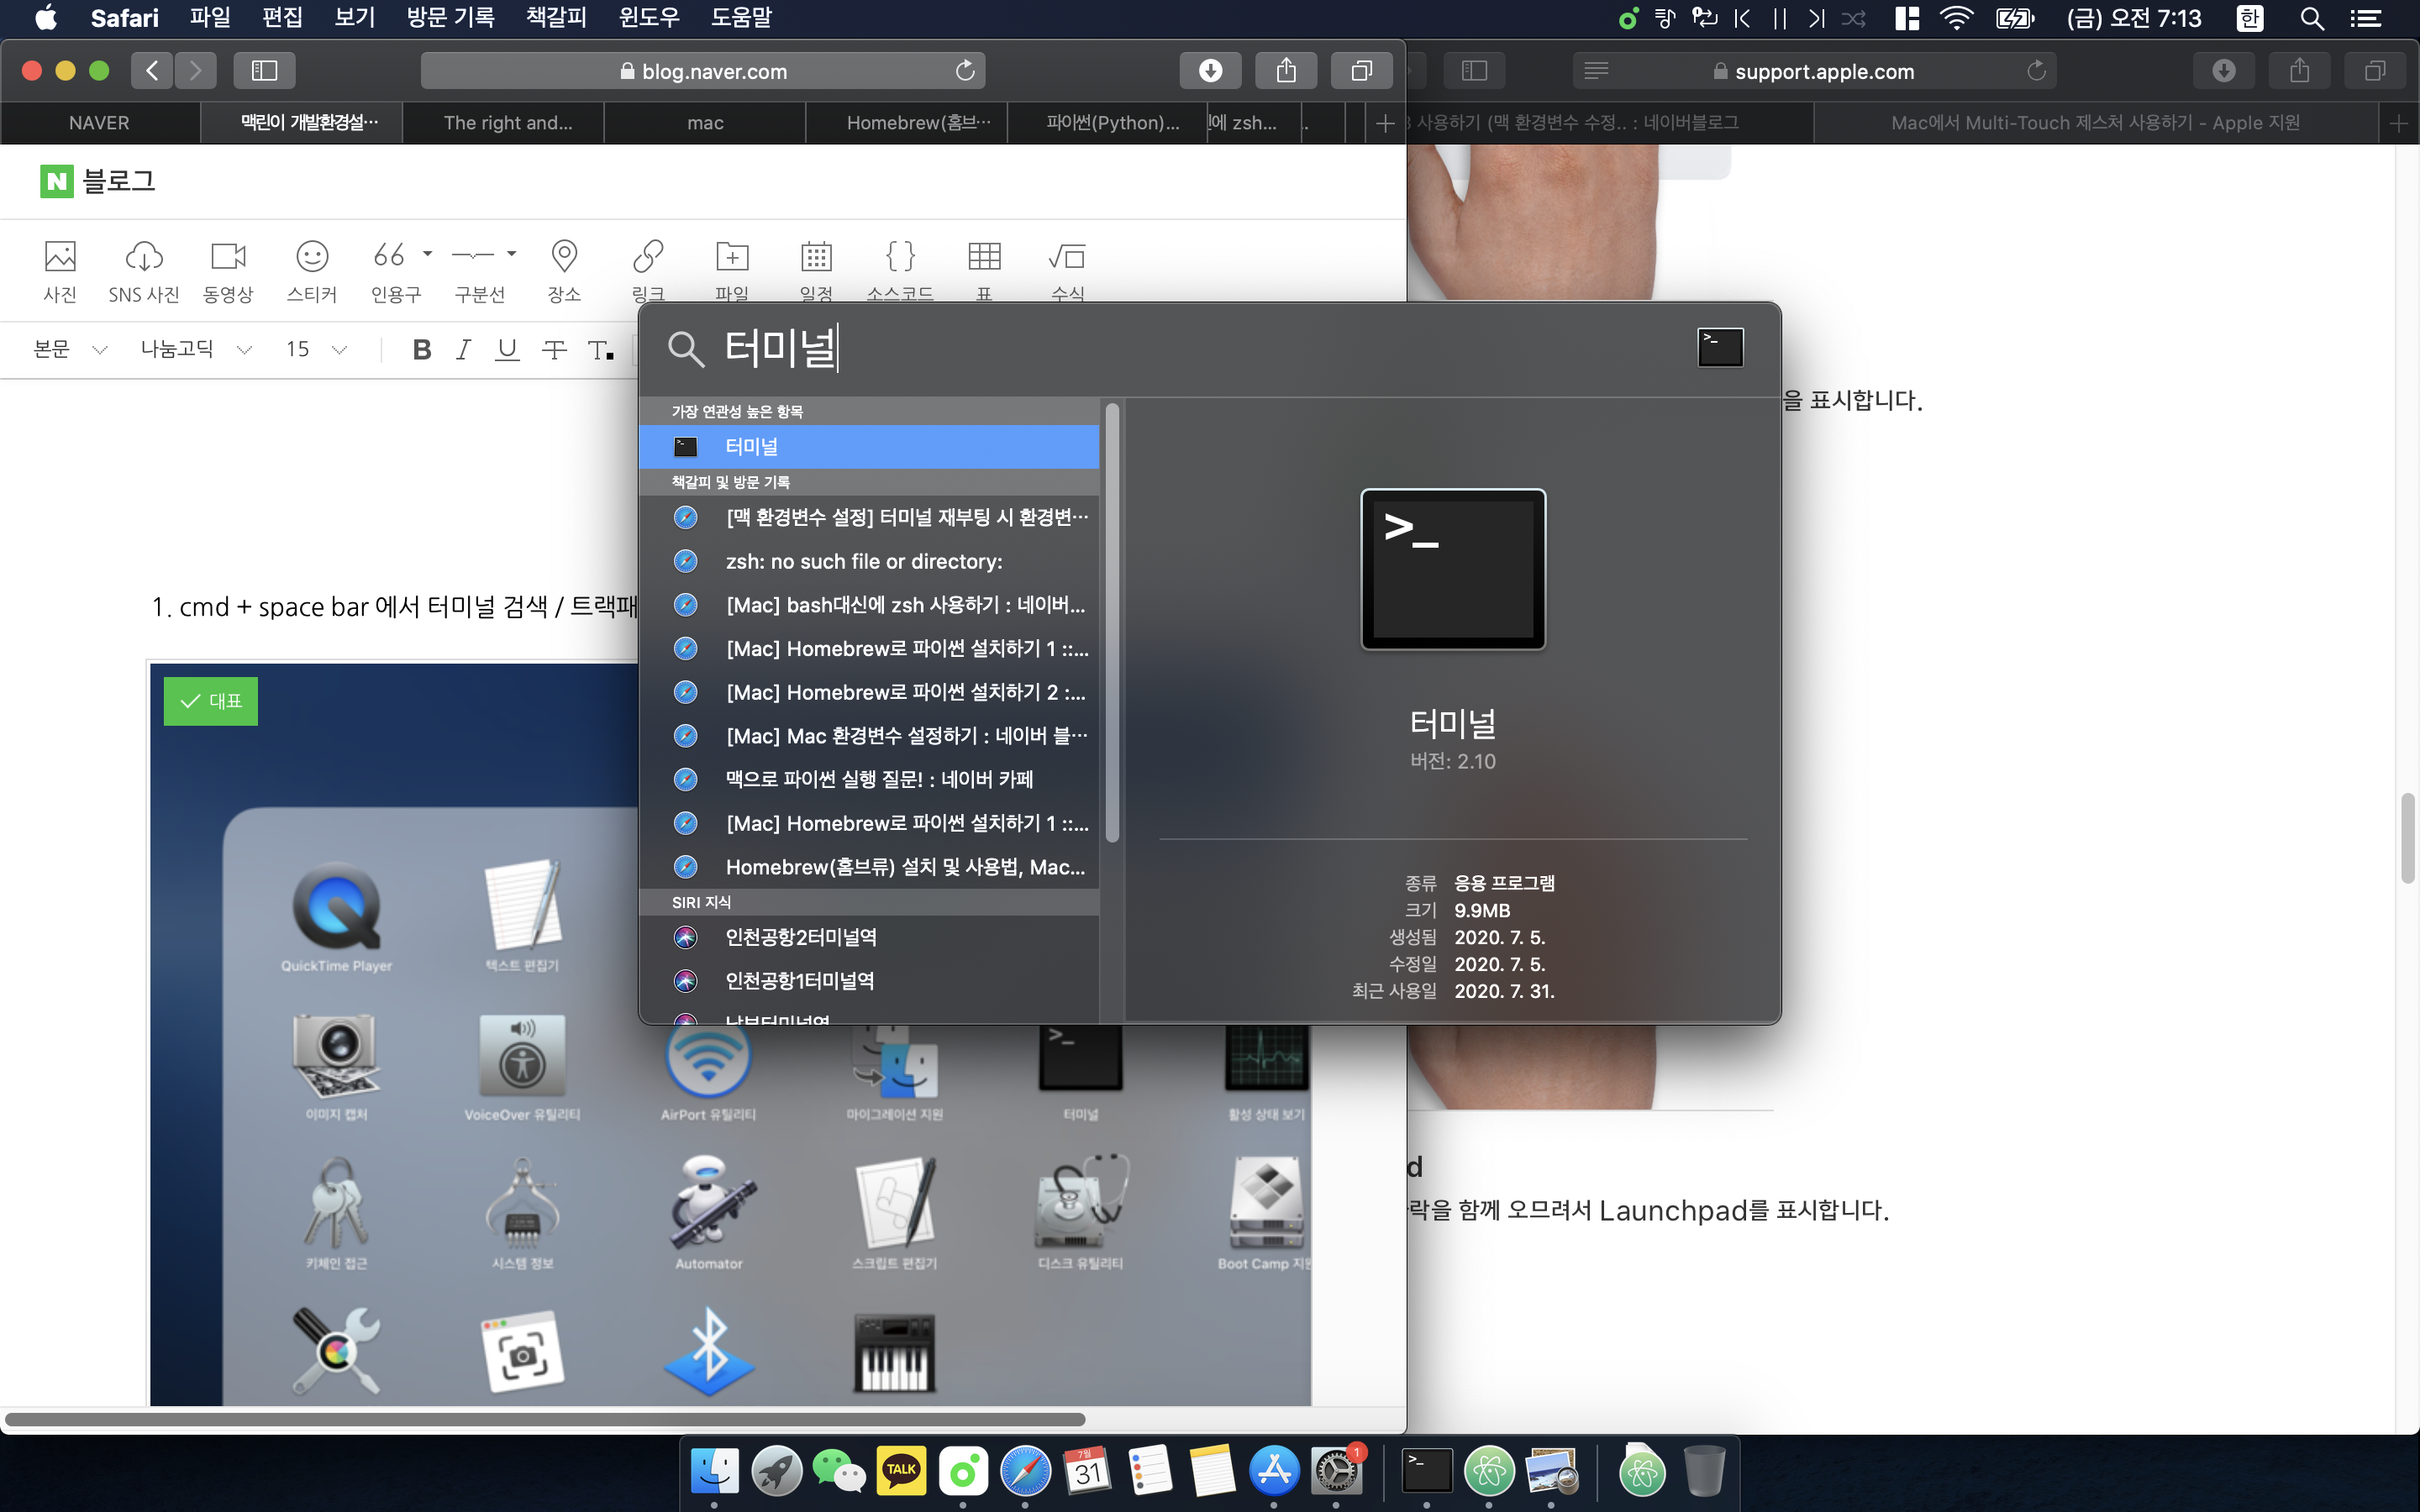 Safari 파일 편집 보기 방문 기록 책갈피 윈도우 도움말 (금) 오전 7:13 한
blog.naver.com
support.apple.com
NAVER 맥린이 개발환경설⋯ The right and... mac Homebrew(홈브⋯ 파이썬(Python)... 에 zsh...
사용하기 (맥 환경변수 수정.. : 네이버블로그 Mac에서 Multi-Touch 제스처 사용하기 - Apple 지원
N 블로그
사진 SNS 사진 동영상 스티커 인용구 구분선 장소 링크 파일 일정 소스코드 표 수식
본문 나눔고딕 15 B I U T T.
터미널
을 표시합니다.
가장 연관성 높은 항목
터미널
책갈피 및 방문 기록
[맥 환경변수 설정] 터미널 재부팅 시 환경변⋯
zsh: no such file or directory:
[Mac] bash대신에 zsh 사용하기 : 네이버...
[Mac] Homebrew로 파이썬 설치하기 1 ::...
[Mac] Homebrew로 파이썬 설치하기 2 :...
[Mac] Mac 환경변수 설정하기 : 네이버 블⋯
맥으로 파이썬 실행 질문! : 네이버 카페
[Mac] Homebrew로 파이썬 설치하기 1 ::...
Homebrew(홈브류) 설치 및 사용법, Mac...
SIRI 지식
인천공항2터미널역
인천공항1터미널역
남부터미널역
>_
터미널
버전: 2.10
종류 응용 프로그램
크기 9.9MB
생성됨 2020. 7. 5.
수정일 2020. 7. 5.
최근 사용일 2020. 7. 31.
1. cmd + space bar 에서 터미널 검색 / 트랙패
대표
QuickTime Player 텍스트 편집기
이미지 캡처 VoiceOver 유틸리티 AirPort 유틸리티 마이그레이션 지원 터미널 활성 상태 보기
키체인 접근 시스템 정보 Automator 스크립트 편집기 디스크 유틸리티 Boot Camp 지원
d
락을 함께 오므려서 Launchpad를 표시합니다.
TALK
7월
31
1